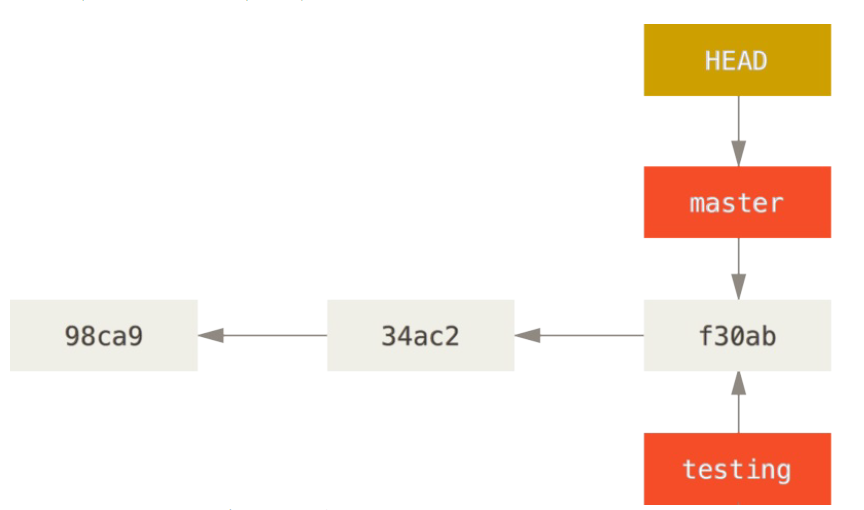 HEAD
master
98ca9
34ac2
f30ab
testing